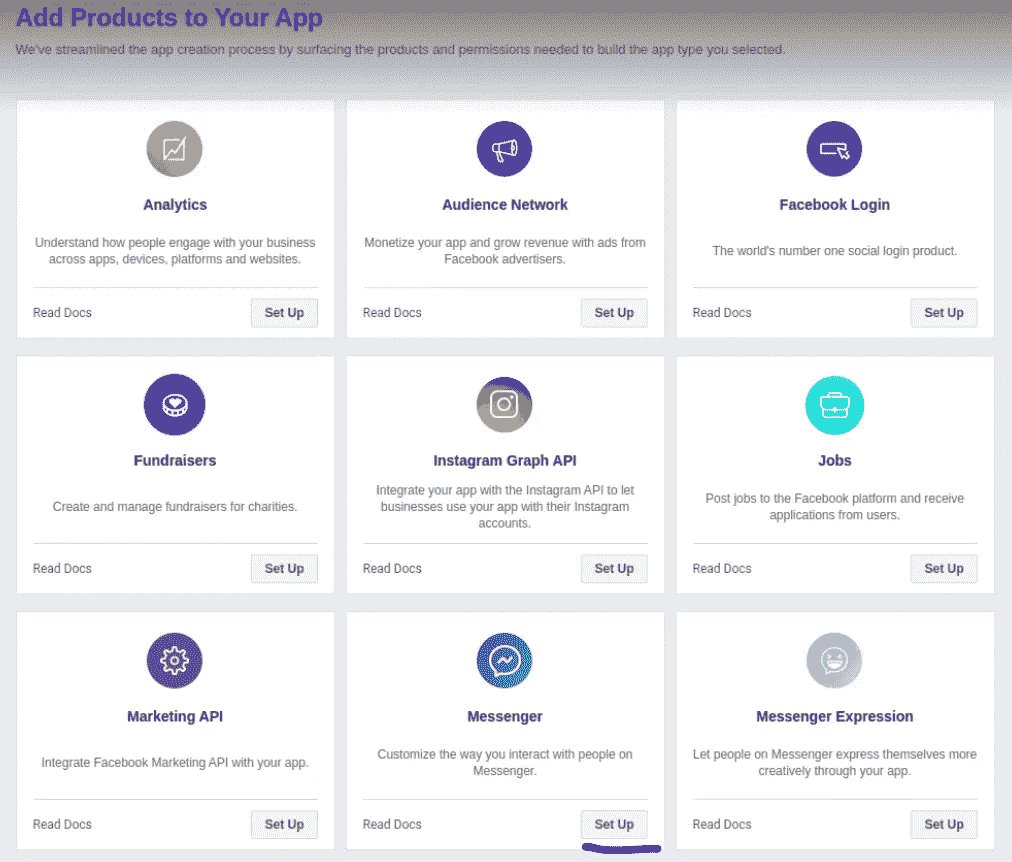 Add Products to Your App
We've streamlined the app creation process by surfacing the products and permissions needed to build the app type you selected.
Analytics
Understand how people engage with your business
across apps, devices, platforms and websites.
Read Docs
Set Up
Audience Network
Monetize your app and grow revenue with ads from
Facebook advertisers.
Read Docs
Set Up
Facebook Login
The world's number one social login product.
Read Docs
Set Up
Fundraisers
Create and manage fundraisers for charities.
Read Docs
Set Up
Instagram Graph API
Integrate your app with the Instagram API to let
businesses use your app with their Instagram
accounts.
Read Docs
Set Up
Jobs
Post jobs to the Facebook platform and receive
applications from users.
Read Docs
Set Up
Marketing API
Integrate Facebook Marketing API with your app.
Read Docs
Set Up
Messenger
Customize the way you interact with people on
Messenger.
Read Docs
Set Up
Messenger Expression
Let people on Messenger express themselves more
creatively through your app.
Read Docs
Set Up